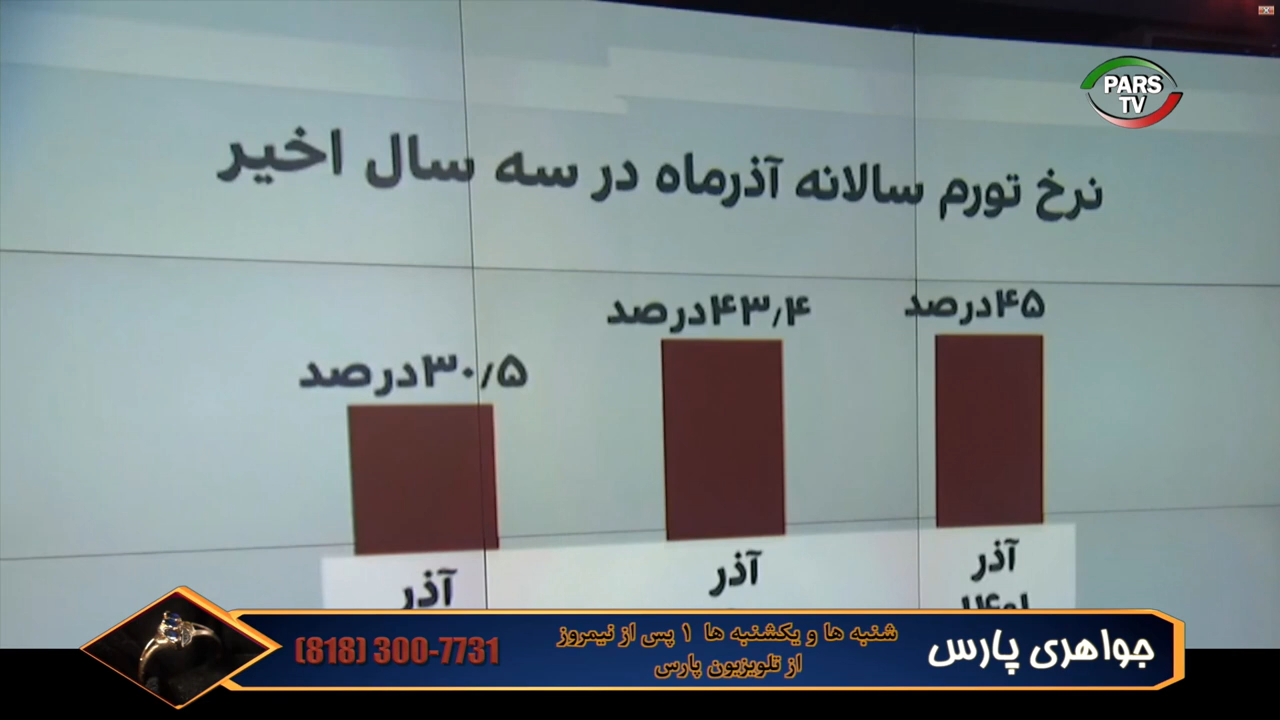 PARS
TV
نرخ تورم سالانه آذرماه در سه سال اخیر
۴۵درصد
۴۳٫۴درصد
۳۰٫۵درصد
آذر
آذر
آذر
جواهری پارس
شنبه ها و یکشنبه ها ۱ پس از نیمروز
از تلویزیون پارس
(818) 300-7731